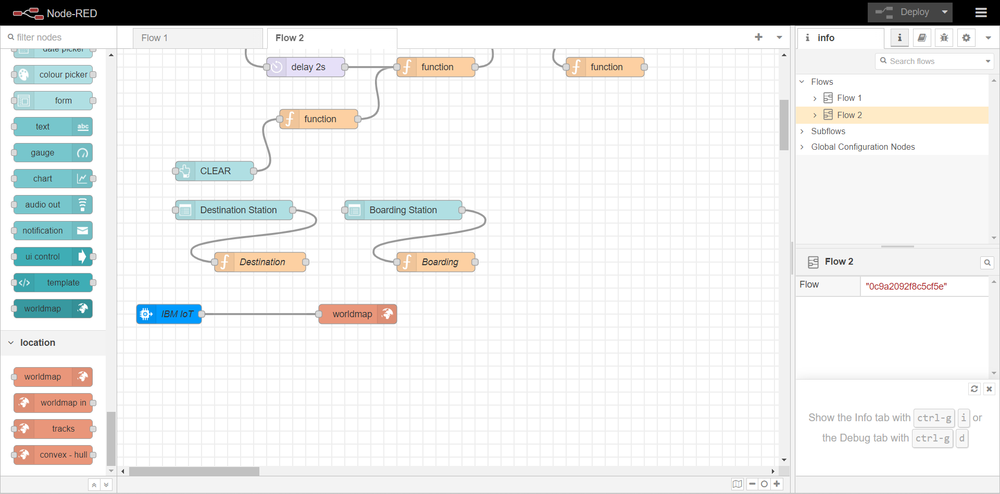 Node-RED
Deploy
filter nodes
Flow 1
Flow 2
info
date picker
colour picker
form
text
abc
gauge
chart
audio out
notification
ui control
template
worldmap
location
worldmap
worldmap in
tracks
convex - hull
delay 2s
function
function
function
CLEAR
Destination Station
Boarding Station
Destination
Boarding
IBM IoT
worldmap
Search flows
Flows
Flow 1
Flow 2
Subflows
Global Configuration Nodes
Flow 2
Flow
"0c9a2092f8c5cf5e"
Show the Info tab with ctrl-g i or
the Debug tab with ctrl-g d